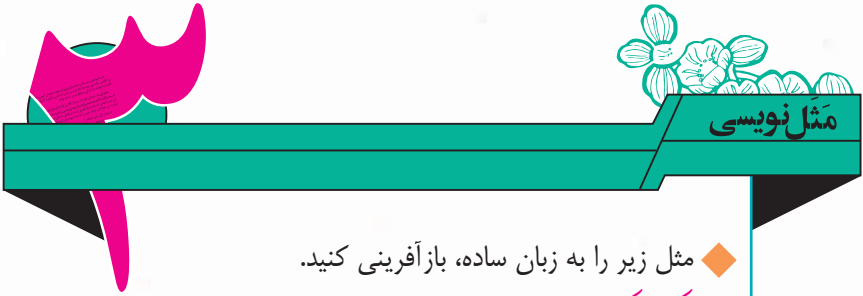 مَثَل‌نویسی
مثل زیر را به زبان ساده، بازآفرینی کنید.